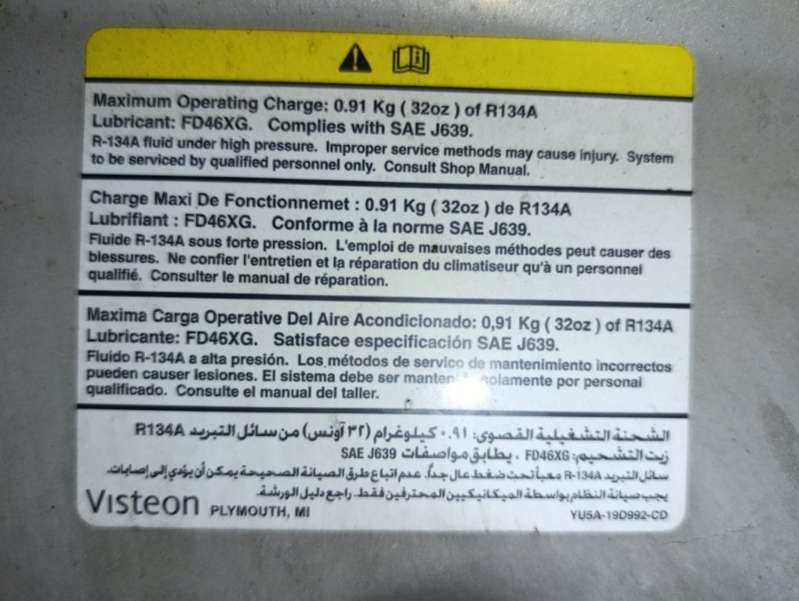 Maximum Operating Charge: 0.91 Kg ( 32oz ) of R134A
Lubricant: FD46XG. Complies with SAE J639.
R-134A fluid under high pressure. Improper service methods may cause injury. System
to be serviced by qualified personnel only. Consult Shop Manual.
Charge Maxi De Fonctionnemet : 0.91 Kg ( 32oz ) de R134A
Lubrifiant : FD46XG. Conforme à la norme SAE J639.
Fluide R-134A sous forte pression. L'emploi de mauvaises méthodes peut causer des
blessures. Ne confier l'entretien et la réparation du climatiseur qu'à un personnel
qualifié. Consulter le manual de réparation.
Maxima Carga Operative Del Aire Acondicionado: 0,91 Kg ( 32oz ) of R134A
Lubricante: FD46XG. Satisface especificación SAE J639.
Fluido R-134A a alta presión. Los métodos de servico de mantenimiento incorrectos
pueden causer lesiones. El sistema debe ser solamente por personal
qualificado. Consulte el manual del taller.
الشحنة التشغيلية القصوى: ٠.٩١ كيلوغرام (٣٢ آونس) من سائل التبريد R134A
زيت التشحيم: FD46XG ، يطابق مواصفات SAE J639
سائل التبريد R-134A معبأ تحت ضغط عال جداً. عدم اتباع طرق الصيانة الصحيحة يمكن أن يؤدي إلى إصابات.
يجب صيانة النظام بواسطة الميكانيكيين المحترفين فقط. راجع دليل الورشة.
Visteon PLYMOUTH, MI YU5A-19D992-CD